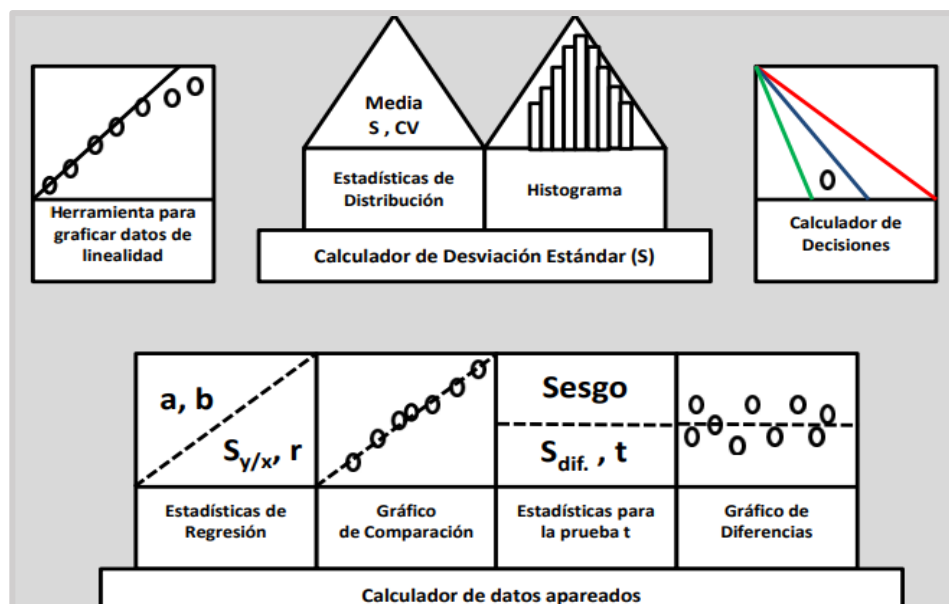 Herramienta para
graficar datos de
linealidad
Media
S , CV
Estadísticas de
Distribución
Histograma
Calculador de Desviación Estándar (S)
Calculador de
Decisiones
a, b
Sy/x, r
Estadísticas de
Regresión
Gráfico
de Comparación
Sesgo
Sdif. , t
Estadísticas para
la prueba t
Gráfico de
Diferencias
Calculador de datos apareados